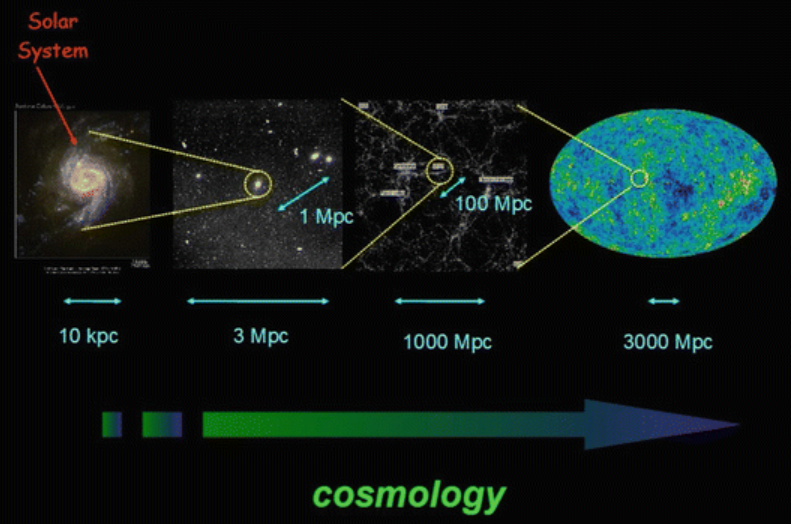 Solar
System
1 Mpc
100 Mpc
10 kpc
3 Mpc
1000 Mpc
3000 Mpc
cosmology